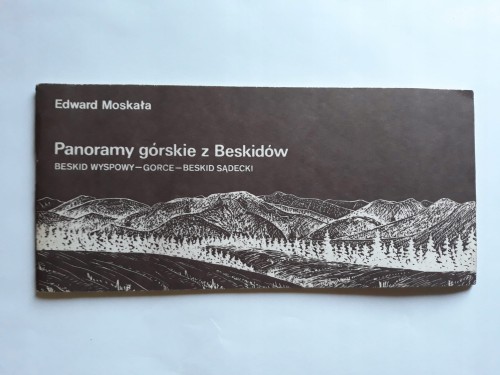 Edward Moskała
Panoramy górskie z Beskidów
BESKID WYSPOWY–GORCE–BESKID SĄDECKI